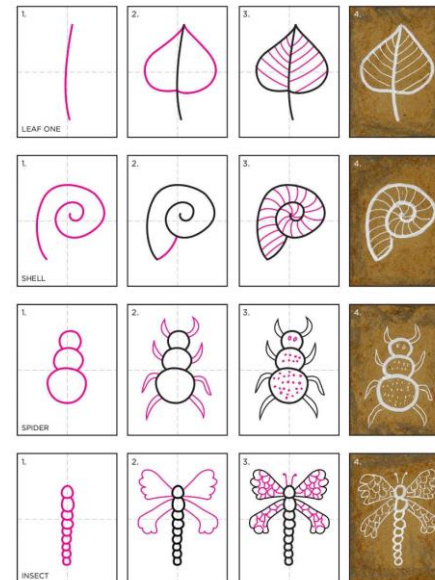 1. 2. 3. 4.
LEAF ONE
1. 2. 3. 4.
SHELL
1. 2. 3. 4.
SPIDER
1. 2. 3. 4.
INSECT